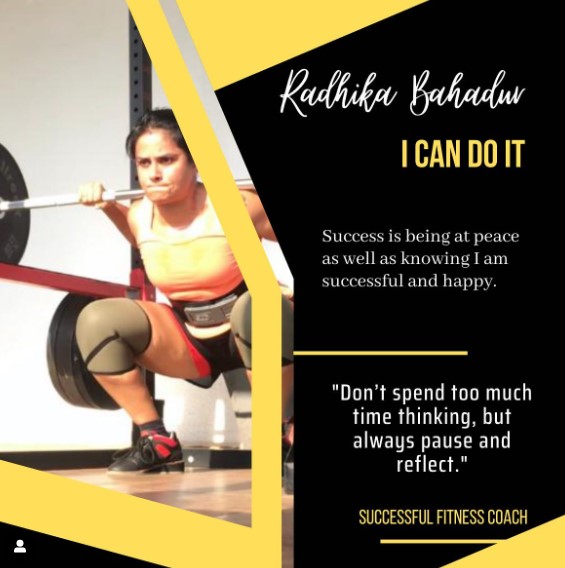 Radhika Bahadur
I CAN DO IT
Success is being at peace
as well as knowing I am
successful and happy.
"Don’t spend too much
time thinking, but
always pause and
reflect."
SUCCESSFUL FITNESS COACH